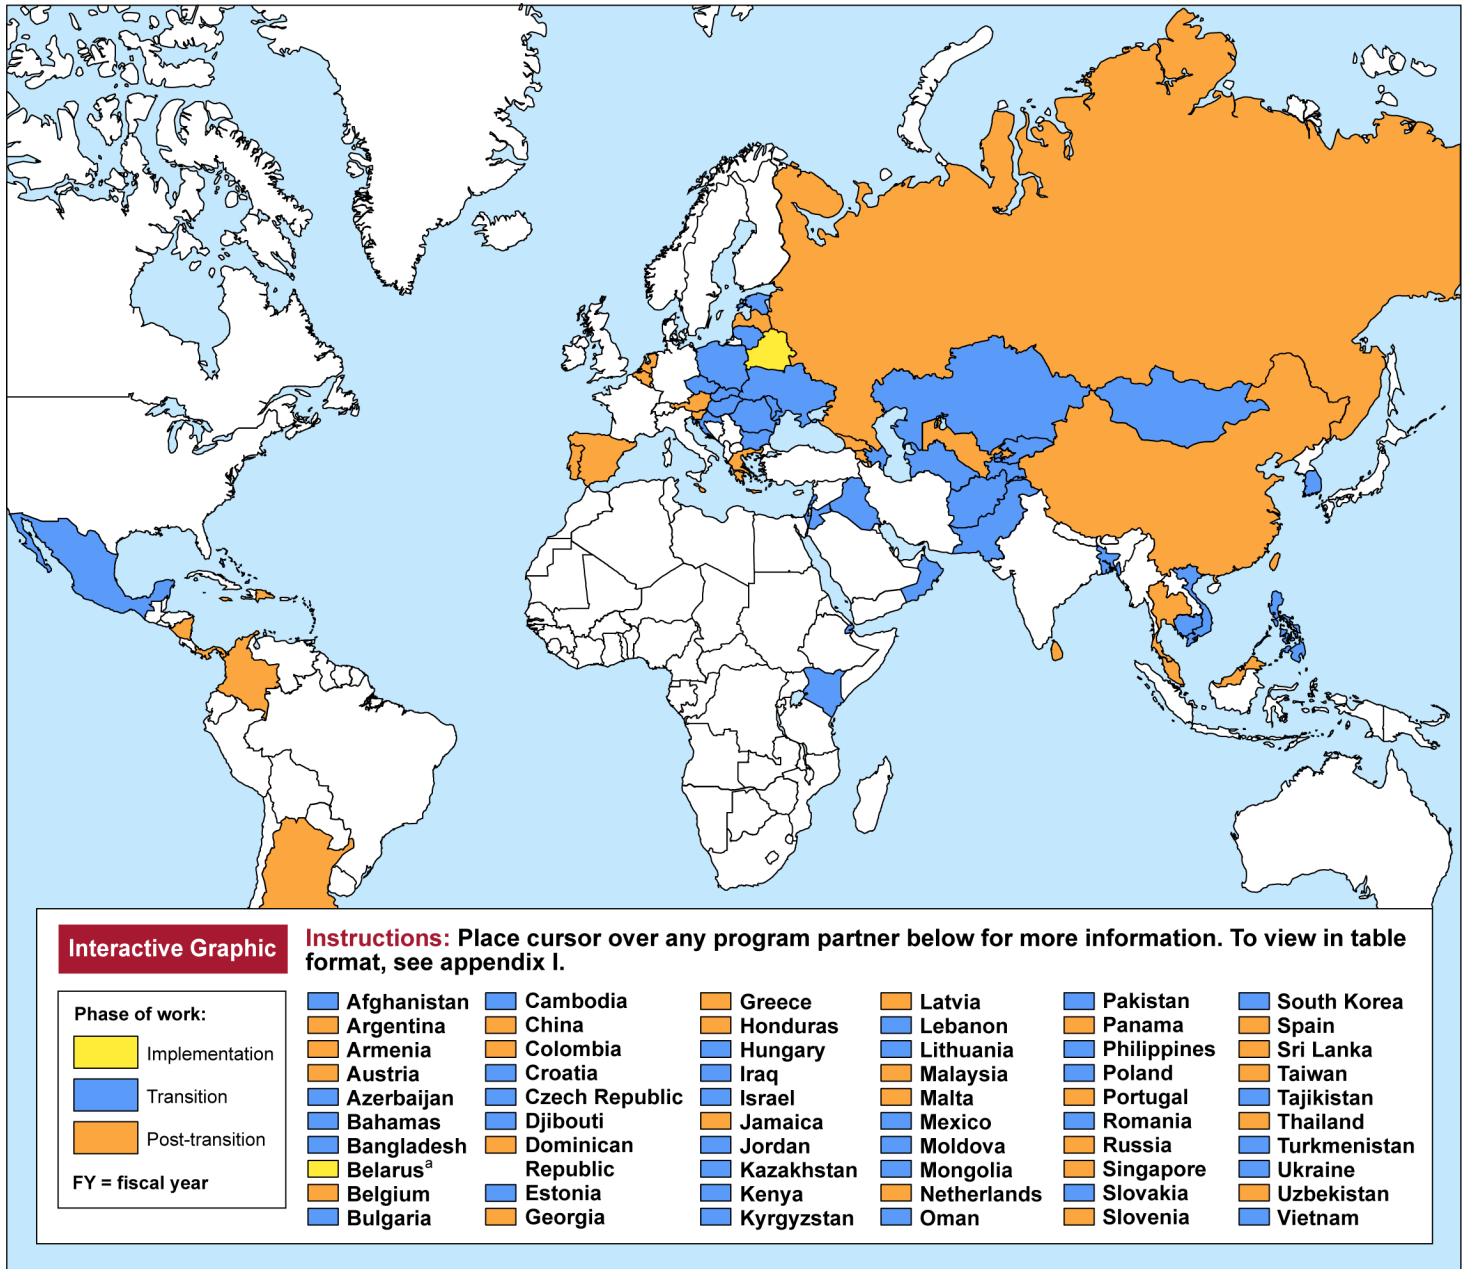 Interactive Graphic
Instructions: Place cursor over any program partner below for more information. To view in table
format, see appendix I.
Phase of work:
Implementation
Transition
Post-transition
FY = fiscal year
Afghanistan
Argentina
Armenia
Austria
Azerbaijan
Bahamas
Bangladesh
Belarusᵃ
Belgium
Bulgaria
Cambodia
China
Colombia
Croatia
Czech Republic
Djibouti
Dominican
Republic
Estonia
Georgia
Greece
Honduras
Hungary
Iraq
Israel
Jamaica
Jordan
Kazakhstan
Kenya
Kyrgyzstan
Latvia
Lebanon
Lithuania
Malaysia
Malta
Mexico
Moldova
Mongolia
Netherlands
Oman
Pakistan
Panama
Philippines
Poland
Portugal
Romania
Russia
Singapore
Slovakia
Slovenia
South Korea
Spain
Sri Lanka
Taiwan
Tajikistan
Thailand
Turkmenistan
Ukraine
Uzbekistan
Vietnam